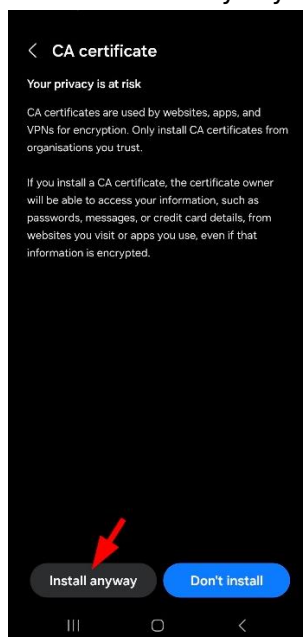 CA certificate
Your privacy is at risk
CA certificates are used by websites, apps, and
VPNs for encryption. Only install CA certificates from
organisations you trust.
If you install a CA certificate, the certificate owner
will be able to access your information, such as
passwords, messages, or credit card details, from
websites you visit or apps you use, even if that
information is encrypted.
Install anyway Don't install